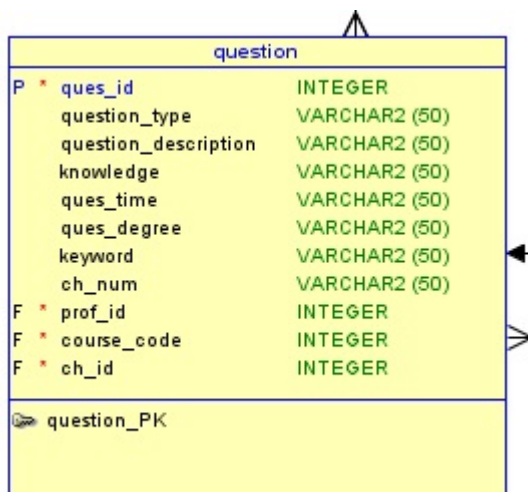 question
P * ques_id INTEGER
question_type VARCHAR2 (50)
question_description VARCHAR2 (50)
knowledge VARCHAR2 (50)
ques_time VARCHAR2 (50)
ques_degree VARCHAR2 (50)
keyword VARCHAR2 (50)
ch_num VARCHAR2 (50)
F * prof_id INTEGER
F * course_code INTEGER
F * ch_id INTEGER
question_PK